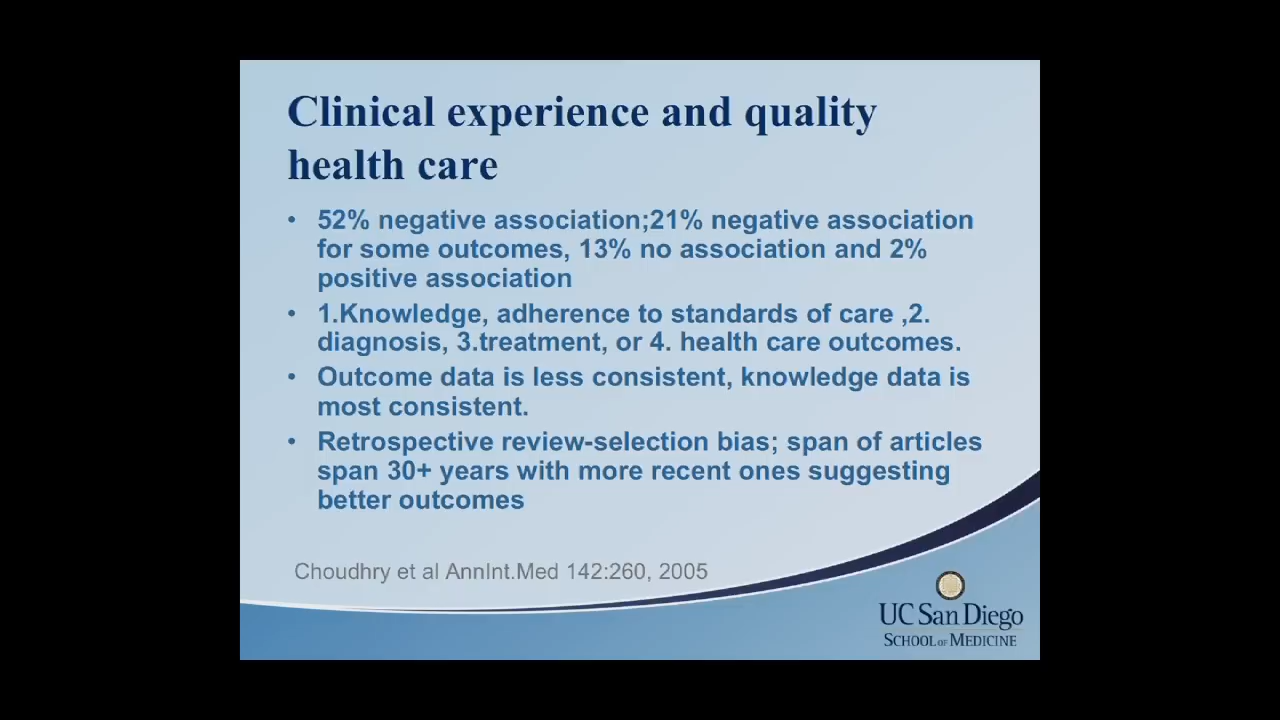 Clinical experience and quality
health care
• 52% negative association;21% negative association
for some outcomes, 13% no association and 2%
positive association
• 1.Knowledge, adherence to standards of care ,2.
diagnosis, 3.treatment, or 4. health care outcomes.
• Outcome data is less consistent, knowledge data is
most consistent.
• Retrospective review-selection bias; span of articles
span 30+ years with more recent ones suggesting
better outcomes
Choudhry et al AnnInt.Med 142:260, 2005
UC San Diego
SCHOOL OF MEDICINE